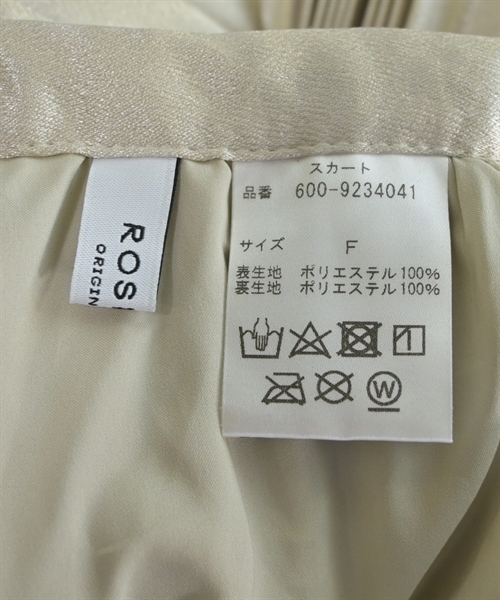 スカート
品番 600-9234041
サイズ F
表生地 ポリエステル100%
裏生地 ポリエステル100%
W
ROS
ORIGIN